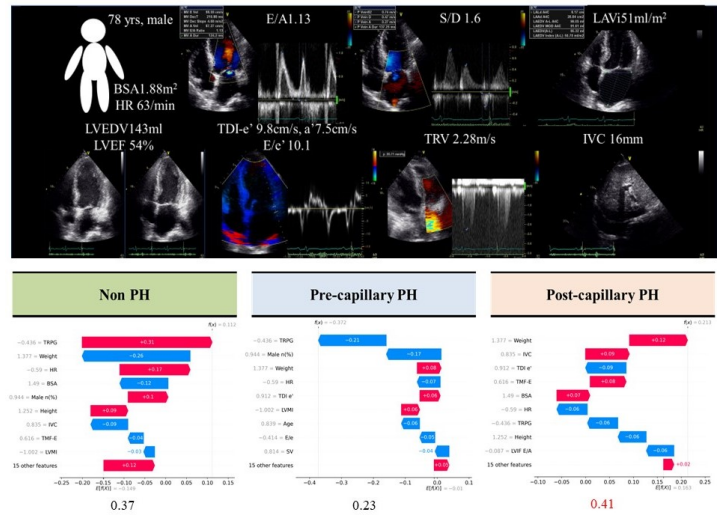 78 yrs, male
E/A1.13
S/D 1.6
LAVi51ml/m²
BSA1.88m²
HR 63/min
LVEDV143ml
LVEF 54%
TDI-e' 9.8cm/s, a'7.5cm/s
E/e' 10.1
TRV 2.28m/s
IVC 16mm
Non PH
f(x) = 0.111
−0.436 = TRPG +0.31
1.377 = Weight −0.26
−0.59 = HR +0.17
1.49 = BSA −0.12
0.944 = Male n(%) +0.1
1.252 = Height +0.09
0.835 = IVC −0.09
0.616 = TMF-E −0.04
−1.002 = LVMI −0.03
15 other features +0.12
−0.25 −0.20 −0.15 −0.10 −0.05 0.00 0.05 0.10
E[f(X)] = −0.149
0.37
Pre-capillary PH
f(x) = −0.372
−0.436 = TRPG −0.21
0.944 = Male n(%) −0.17
1.377 = Weight +0.08
−0.59 = HR −0.07
0.912 = TDI e' +0.06
−1.002 = LVMI +0.06
0.839 = Age −0.06
−0.414 = E/e −0.05
0.814 = SV −0.04
15 other features +0.05
−0.4 −0.3 −0.2 −0.1 0.0
E[f(X)] = −0.01
0.23
Post-capillary PH
f(x) = 0.213
1.377 = Weight +0.12
0.835 = IVC +0.09
0.912 = TDI e' −0.09
0.616 = TMF-E +0.08
1.49 = BSA +0.07
−0.59 = HR −0.06
−0.436 = TRPG −0.06
1.252 = Height −0.06
−0.087 = LVIF E/A −0.06
15 other features +0.02
−0.05 0.00 0.05 0.10 0.15 0.20
E[f(X)] = 0.163
0.41